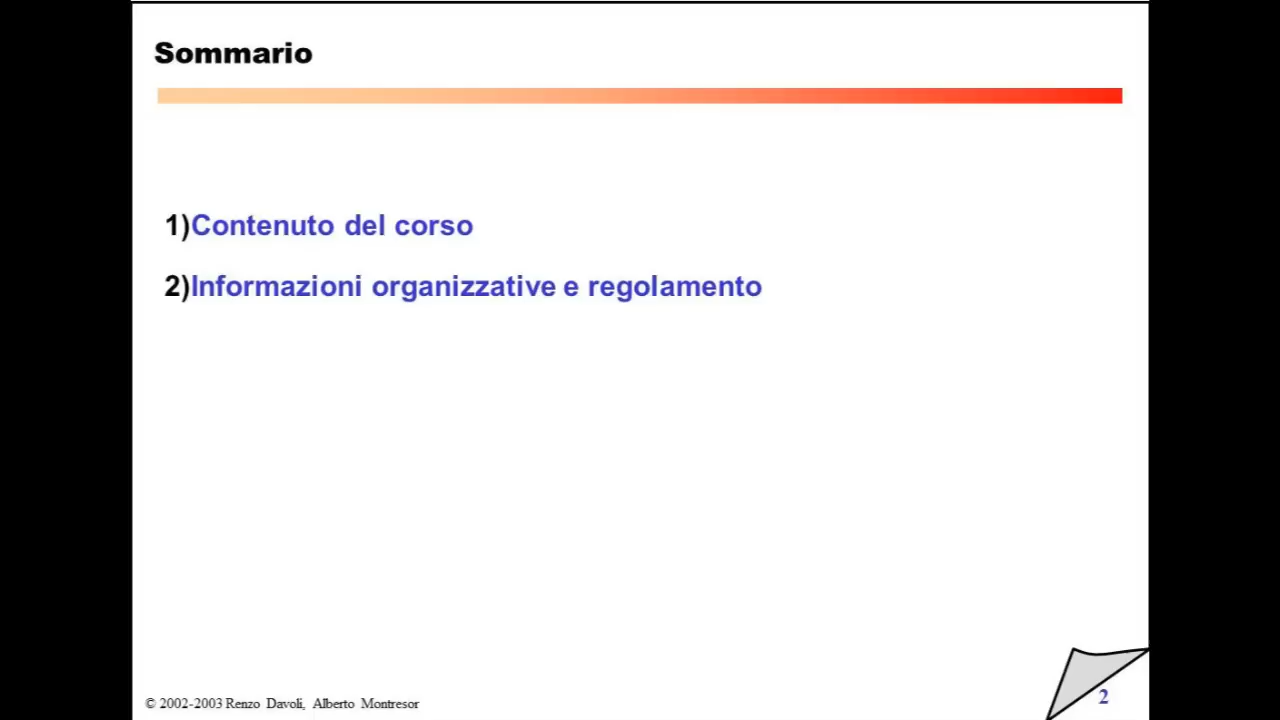 Sommario
1)Contenuto del corso
2)Informazioni organizzative e regolamento
© 2002-2003 Renzo Davoli, Alberto Montresor
2